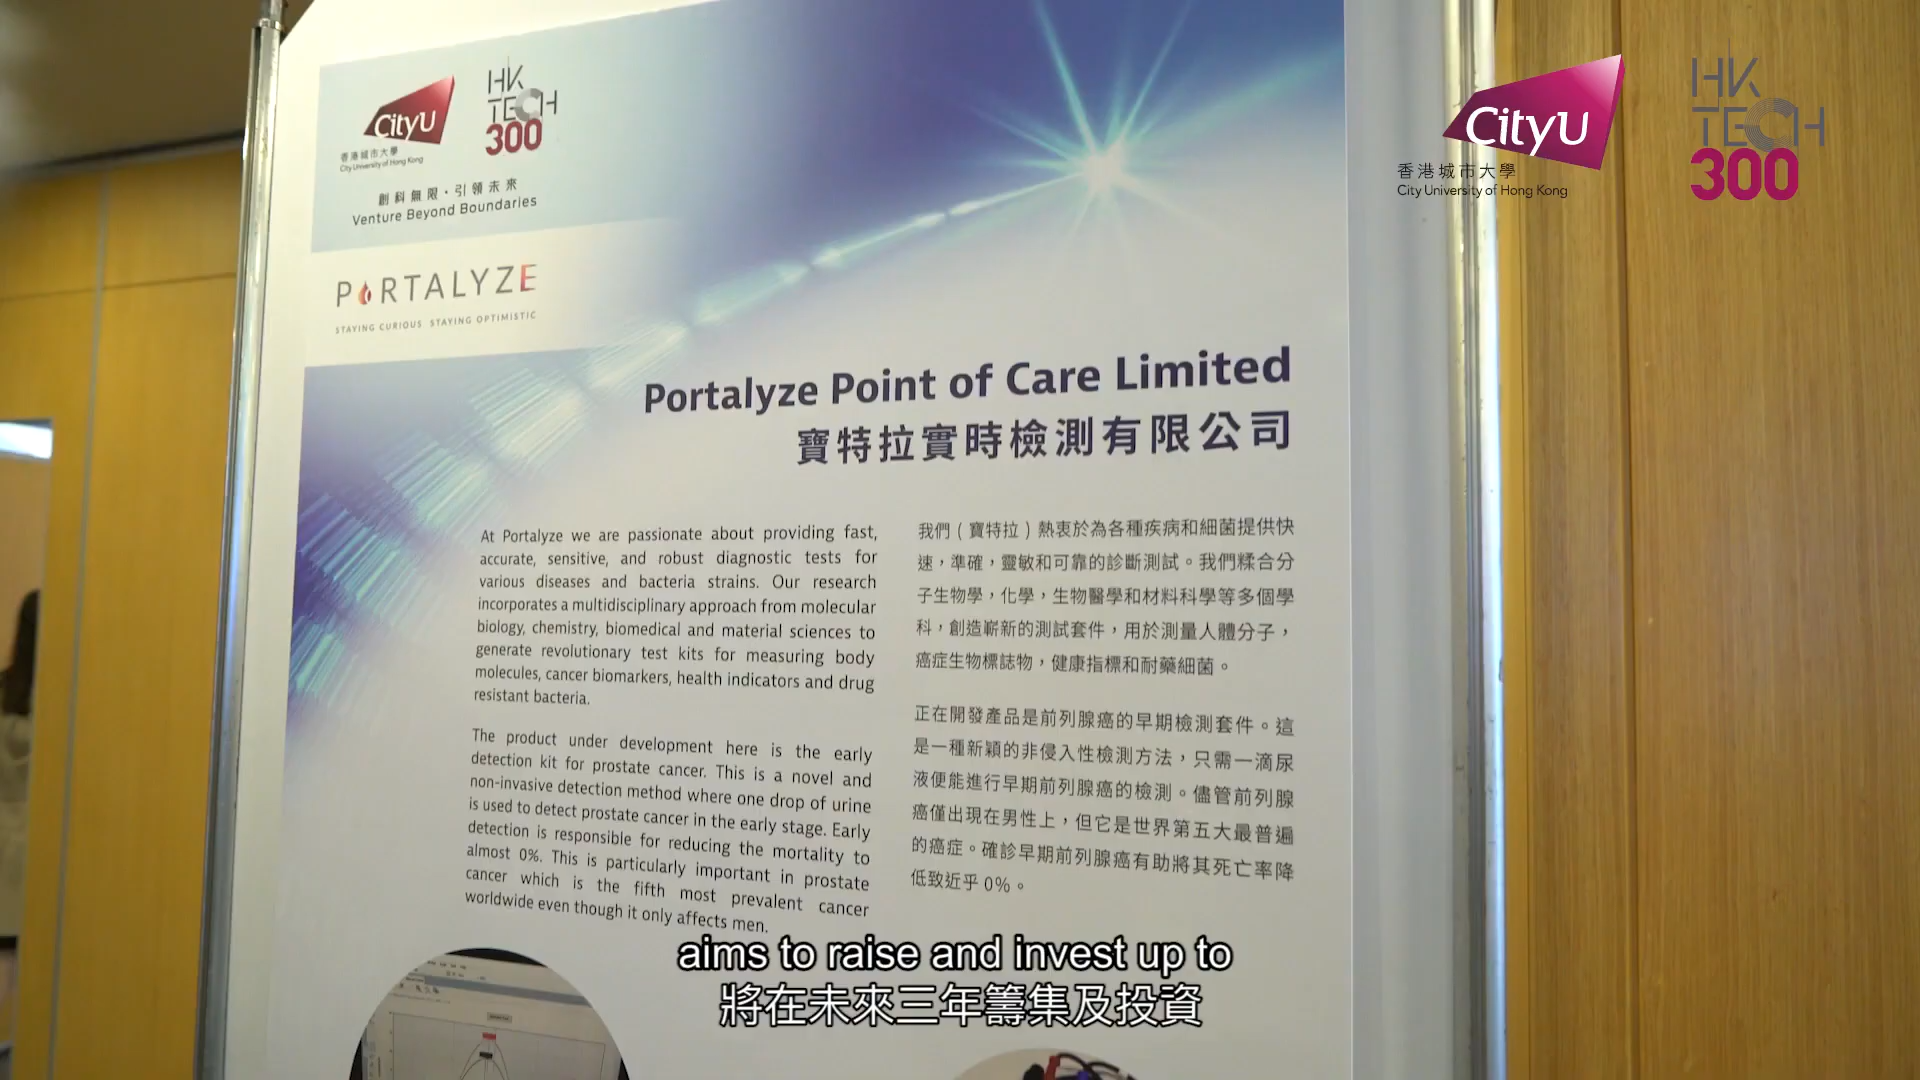 CityU
香港城市大學
City University of Hong Kong
HK
TECH
300
創科無限·引領未來
Venture Beyond Boundaries
PORTALYZE
STAYING CURIOUS STAYING OPTIMISTIC
Portalyze Point of Care Limited
寶特拉實時檢測有限公司
At Portalyze we are passionate about providing fast,
accurate, sensitive, and robust diagnostic tests for
various diseases and bacteria strains. Our research
incorporates a multidisciplinary approach from molecular
biology, chemistry, biomedical and material sciences to
generate revolutionary test kits for measuring body
molecules, cancer biomarkers, health indicators and drug
resistant bacteria.
The product under development here is the early
detection kit for prostate cancer. This is a novel and
non-invasive detection method where one drop of urine
is used to detect prostate cancer in the early stage. Early
detection is responsible for reducing the mortality to
almost 0%. This is particularly important in prostate
cancer which is the fifth most prevalent cancer
worldwide even though it only affects men.
我們(寶特拉)熱衷於為各種疾病和細菌提供快
速,準確,靈敏和可靠的診斷測試。我們糅合分
子生物學,化學,生物醫學和材料科學等多個學
科,創造嶄新的測試套件,用於測量人體分子,
癌症生物標誌物,健康指標和耐藥細菌。
正在開發產品是前列腺癌的早期檢測套件。這
是一種新穎的非侵入性檢測方法,只需一滴尿
液便能進行早期前列腺癌的檢測。儘管前列腺
癌僅出現在男性上,但它是世界第五大最普遍
的癌症。確診早期前列腺癌有助將其死亡率降
低致近乎 0%。
CityU
香港城市大學
City University of Hong Kong
HK
TECH
300
aims to raise and invest up to
將在未來三年籌集及投資